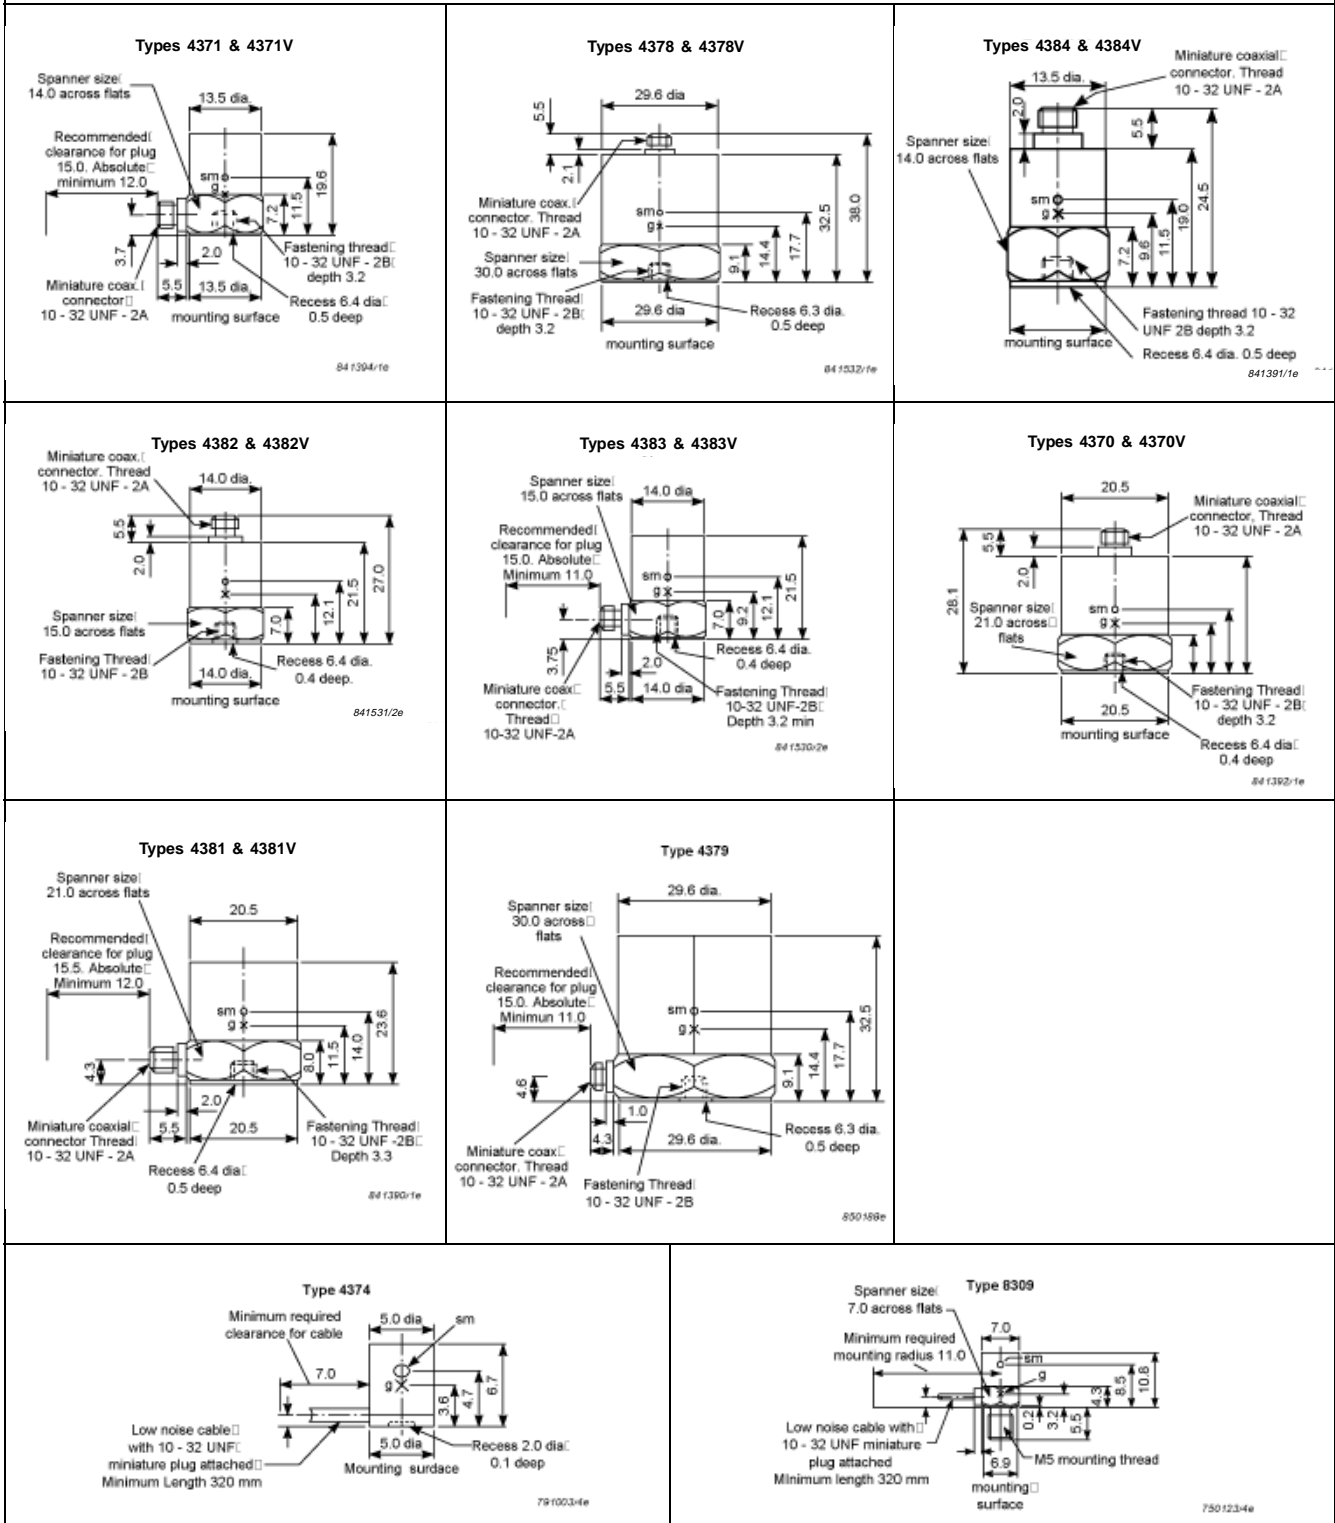 Types 4371 & 4371V
Spanner size
14.0 across flats
13.5 dia.
Recommended
clearance for plug
15.0. Absolute
minimum 12.0
sm
g
19.6
11.5
7.2
3.7
2.0
5.5
13.5 dia.
Fastening thread
10 - 32 UNF - 2B
depth 3.2
Miniature coax.
connector
10 - 32 UNF - 2A
mounting surface
Recess 6.4 dia
0.5 deep
841394/1e
Types 4378 & 4378V
29.6 dia
5.5
2.1
Miniature coax.
connector. Thread
10 - 32 UNF - 2A
sm
g
38.0
32.5
17.7
14.4
9.1
Spanner size
30.0 across flats
Fastening Thread
10 - 32 UNF - 2B
depth 3.2
29.6 dia
Recess 6.3 dia.
0.5 deep
mounting surface
841532/1e
Types 4384 & 4384V
Miniature coaxial
connector. Thread
10 - 32 UNF - 2A
13.5 dia.
2.0
5.5
Spanner size
14.0 across flats
sm
g
24.5
19.0
11.5
9.6
7.2
Fastening thread 10 - 32
UNF 2B depth 3.2
mounting surface
Recess 6.4 dia. 0.5 deep
841391/1e
Types 4382 & 4382V
Miniature coax.
connector. Thread
10 - 32 UNF - 2A
14.0 dia.
5.5
2.0
27.0
21.5
12.1
7.0
Spanner size
15.0 across flats
Fastening Thread
10 - 32 UNF - 2B
Recess 6.4 dia.
0.4 deep.
14.0 dia.
mounting surface
841531/2e
Types 4383 & 4383V
Spanner size
15.0 across flats
14.0 dia
Recommended
clearance for plug
15.0. Absolute
Minimum 11.0
sm
g
21.5
12.1
9.2
7.0
3.75
Recess 6.4 dia.
0.4 deep
2.0
5.5
14.0 dia
Miniature coax
connector.
Thread
10-32 UNF-2A
Fastening Thread
10-32 UNF-2B
Depth 3.2 min
841530/2e
Types 4370 & 4370V
20.5
Miniature coaxial
connector, Thread
10 - 32 UNF - 2A
5.5
2.0
28.1
Spanner size
21.0 across
flats
sm
g
Fastening Thread
10 - 32 UNF - 2B
depth 3.2
20.5
mounting surface
Recess 6.4 dia
0.4 deep
841392/1e
Types 4381 & 4381V
Spanner size
21.0 across flats
20.5
Recommended
clearance for plug
15.5. Absolute
Minimum 12.0
sm
g
23.6
14.0
11.5
8.0
4.3
2.0
5.5
20.5
Miniature coaxial
connector Thread
10 - 32 UNF - 2A
Fastening Thread
10 - 32 UNF -2B
Depth 3.3
Recess 6.4 dia
0.5 deep
841390/1e
Type 4379
29.6 dia.
Spanner size
30.0 across
flats
Recommended
clearance for plug
15.0. Absolute
Minimun 11.0
sm
g
32.5
17.7
14.4
9.1
4.6
1.0
4.3
29.6 dia.
Recess 6.3 dia.
0.5 deep
Miniature coax
connector. Thread
10 - 32 UNF - 2A
Fastening Thread
10 - 32 UNF - 2B
850186e
Type 4374
Minimum required
clearance for cable
5.0 dia
sm
7.0
g
6.7
4.7
3.6
Low noise cable
with 10 - 32 UNF
miniature plug attached
Minimum Length 320 mm
5.0 dia
Recess 2.0 dia
0.1 deep
Mounting surdace
791003/4e
Type 8309
Spanner size
7.0 across flats
7.0
Minimum required
mounting radius 11.0
sm
g
10.8
8.5
4.3
0.2
3.2
5.5
Low noise cable with
10 - 32 UNF miniature
plug attached
MInimum length 320 mm
M5 mounting thread
6.9
mounting
surface
750123/4e